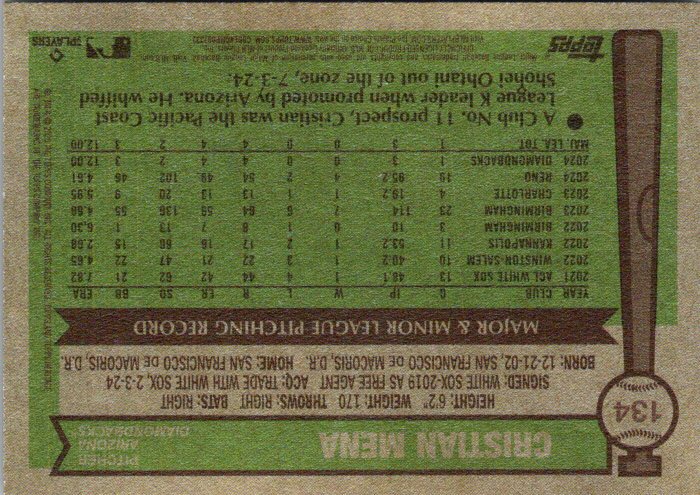 134
CRISTIAN MENA
PITCHER
ARIZONA
DIAMONDBACKS
HEIGHT: 6'2" WEIGHT: 170 THROWS: RIGHT BATS: RIGHT
SIGNED: WHITE SOX-2019 AS FREE AGENT ACQ: TRADE WITH WHITE SOX, 2-3-24
BORN: 12-21-02, SAN FRANCISCO DE MACORIS, D.R. HOME: SAN FRANCISCO DE MACORIS, D.R.
MAJOR & MINOR LEAGUE PITCHING RECORD
YEAR CLUB G IP W L R ER SO BB ERA
2021 ACL WHITE SOX 13 48.1 1 4 44 42 62 21 7.82
2022 WINSTON SALEM 10 40.2 1 3 22 21 47 22 4.65
2022 KANNAPOLIS 11 53.2 1 2 17 16 66 15 2.68
2022 BIRMINGHAM 3 10 0 1 8 7 13 1 6.30
2023 BIRMINGHAM 23 114 7 6 64 59 136 55 4.66
2023 CHARLOTTE 4 19.2 1 1 13 13 20 9 5.95
2024 RENO 19 95.2 4 2 54 49 102 46 4.61
2024 DIAMONDBACKS 1 3 0 0 4 4 2 3 12.00
MAJ. LEA. TOT. 1 3 0 0 4 4 2 3 12.00
● A Club No. 11 prospect, Cristian was the Pacific Coast
League K leader when promoted by Arizona. He whiffed
Shohei Ohtani out of the zone, 7-3-24.
topps
PLAYERS